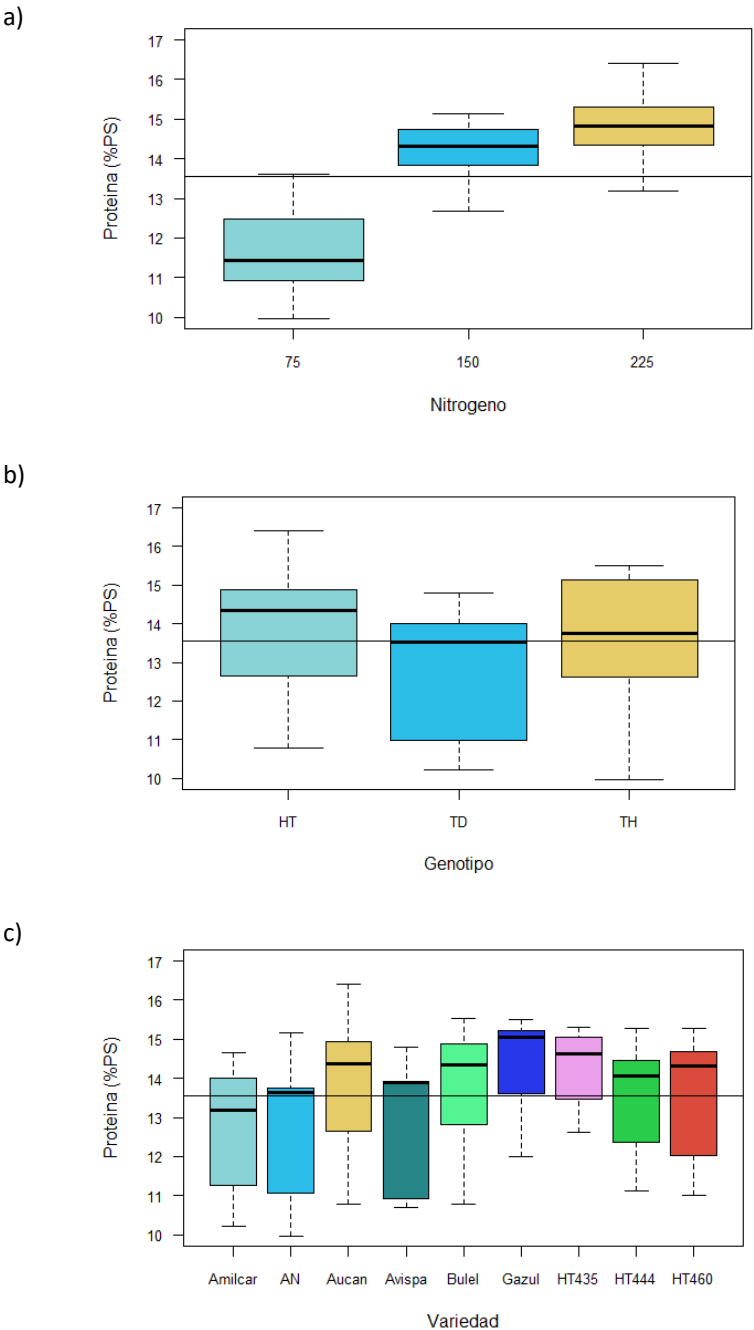 a)
Proteina (%PS)
17
16
15
14
13
12
11
10
75 150 225
Nitrogeno
b)
Proteina (%PS)
17
16
15
14
13
12
11
10
HT TD TH
Genotipo
c)
Proteina (%PS)
17
16
15
14
13
12
11
10
Amilcar AN Aucan Avispa Bulel Gazul HT435 HT444 HT460
Variedad